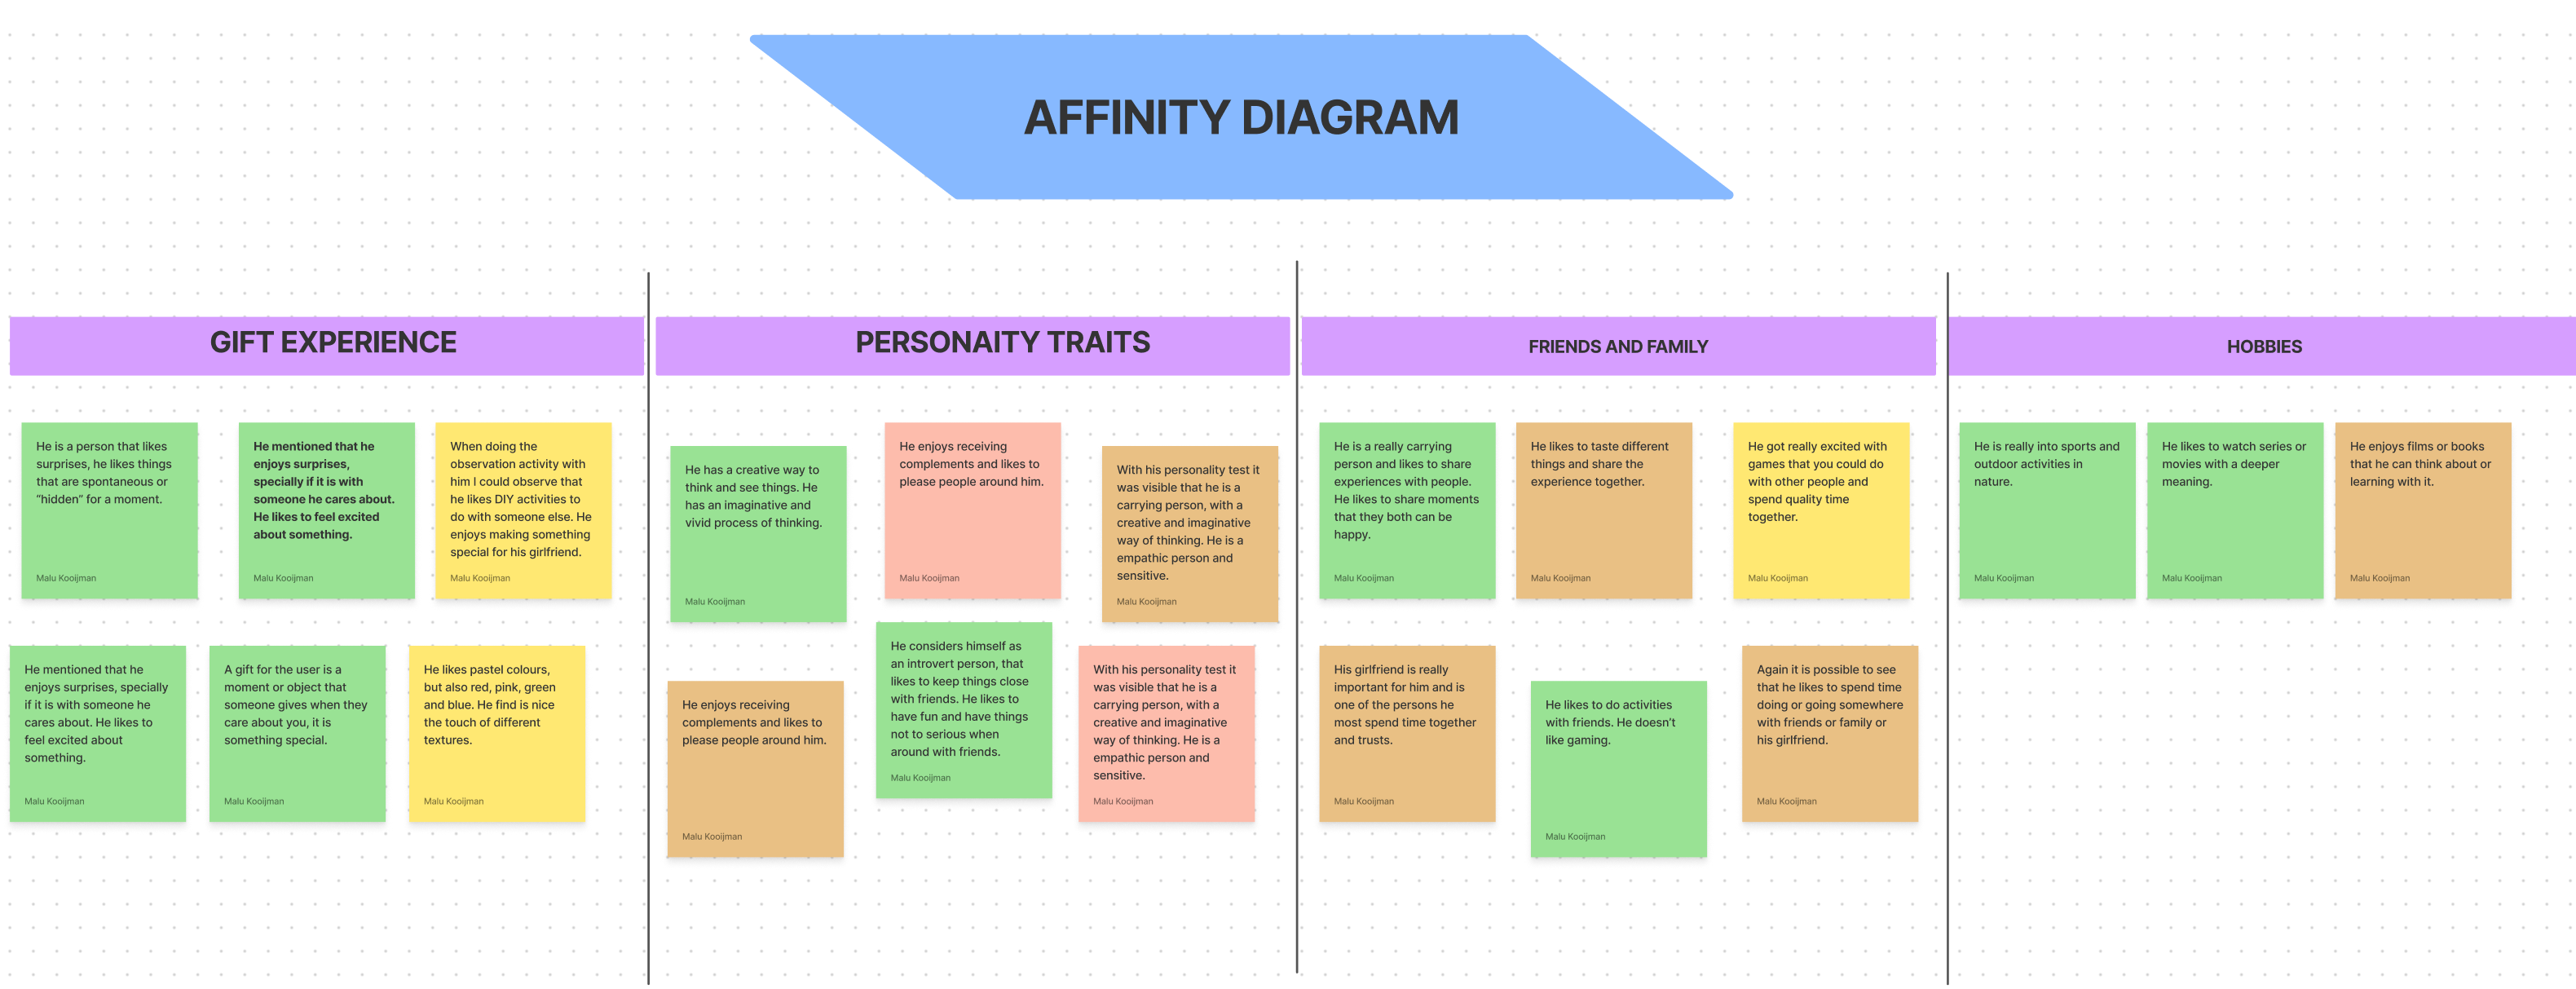 AFFINITY DIAGRAM
GIFT EXPERIENCE
He is a person that likes
surprises, he likes things
that are spontaneous or
“hidden” for a moment.
Malu Kooijman
He mentioned that he
enjoys surprises,
specially if it is with
someone he cares about.
He likes to feel excited
about something.
Malu Kooijman
When doing the
observation activity with
him I could observe that
he likes DIY activities to
do with someone else. He
enjoys making something
special for his girlfriend.
Malu Kooijman
He mentioned that he
enjoys surprises, specially
if it is with someone he
cares about. He likes to
feel excited about
something.
Malu Kooijman
A gift for the user is a
moment or object that
someone gives when they
care about you, it is
something special.
Malu Kooijman
He likes pastel colours,
but also red, pink, green
and blue. He find is nice
the touch of different
textures.
Malu Kooijman
PERSONAITY TRAITS
He has a creative way to
think and see things. He
has an imaginative and
vivid process of thinking.
Malu Kooijman
He enjoys receiving
complements and likes to
please people around him.
Malu Kooijman
With his personality test it
was visible that he is a
carrying person, with a
creative and imaginative
way of thinking. He is a
empathic person and
sensitive.
Malu Kooijman
He enjoys receiving
complements and likes to
please people around him.
Malu Kooijman
He considers himself as
an introvert person, that
likes to keep things close
with friends. He likes to
have fun and have things
not to serious when
around with friends.
Malu Kooijman
With his personality test it
was visible that he is a
carrying person, with a
creative and imaginative
way of thinking. He is a
empathic person and
sensitive.
Malu Kooijman
FRIENDS AND FAMILY
He is a really carrying
person and likes to share
experiences with people.
He likes to share moments
that they both can be
happy.
Malu Kooijman
He likes to taste different
things and share the
experience together.
Malu Kooijman
He got really excited with
games that you could do
with other people and
spend quality time
together.
Malu Kooijman
His girlfriend is really
important for him and is
one of the persons he
most spend time together
and trusts.
Malu Kooijman
He likes to do activities
with friends. He doesn’t
like gaming.
Malu Kooijman
Again it is possible to see
that he likes to spend time
doing or going somewhere
with friends or family or
his girlfriend.
Malu Kooijman
HOBBIES
He is really into sports and
outdoor activities in
nature.
Malu Kooijman
He likes to watch series or
movies with a deeper
meaning.
Malu Kooijman
He enjoys films or books
that he can think about or
learning with it.
Malu Kooijman